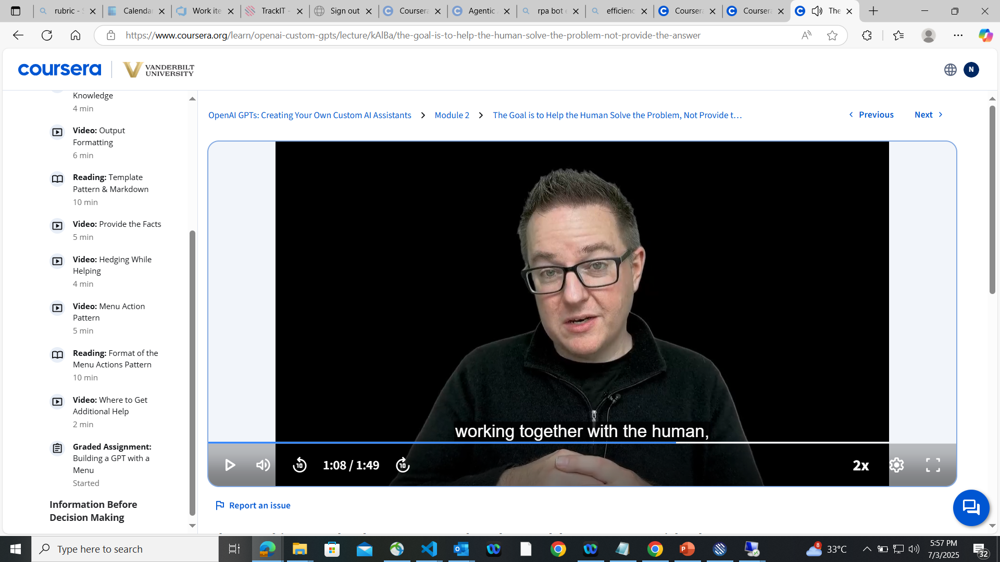 rubric - S
Calendar
Work ite
TrackIT -
Sign out
Coursera
Agentic
rpa bot e
efficienc
Coursera
Coursera
The
https://www.coursera.org/learn/openai-custom-gpts/lecture/kAlBa/the-goal-is-to-help-the-human-solve-the-problem-not-provide-the-answer
coursera
VANDERBILT
UNIVERSITY
N
Knowledge
4 min
Video: Output
Formatting
6 min
Reading: Template
Pattern & Markdown
10 min
Video: Provide the Facts
5 min
Video: Hedging While
Helping
4 min
Video: Menu Action
Pattern
5 min
Reading: Format of the
Menu Actions Pattern
10 min
Video: Where to Get
Additional Help
2 min
Graded Assignment:
Building a GPT with a
Menu
Started
Information Before
Decision Making
OpenAI GPTs: Creating Your Own Custom AI Assistants
Module 2
The Goal is to Help the Human Solve the Problem, Not Provide t…
Previous
Next
working together with the human,
10
1:08 / 1:49
10
2x
Report an issue
Type here to search
8
33°C
5:57 PM
7/3/2025
32